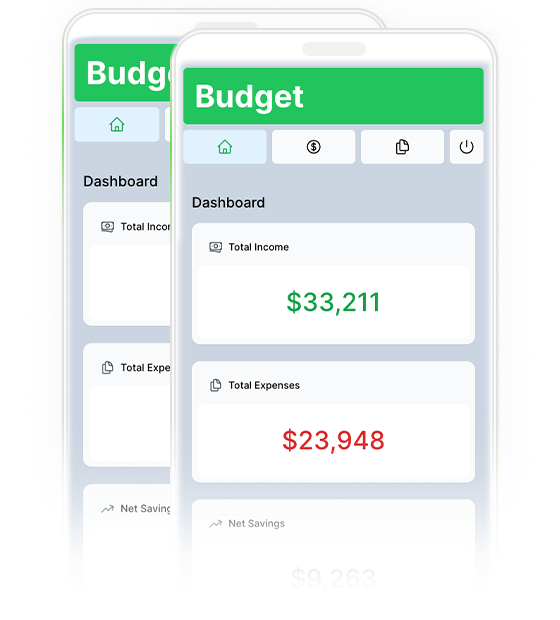 Budge
Dashboard
Total Incor
Total Expe
Net Saving
Budget
Dashboard
Total Income
$33,211
Total Expenses
$23,948
Net Savings
$9,263